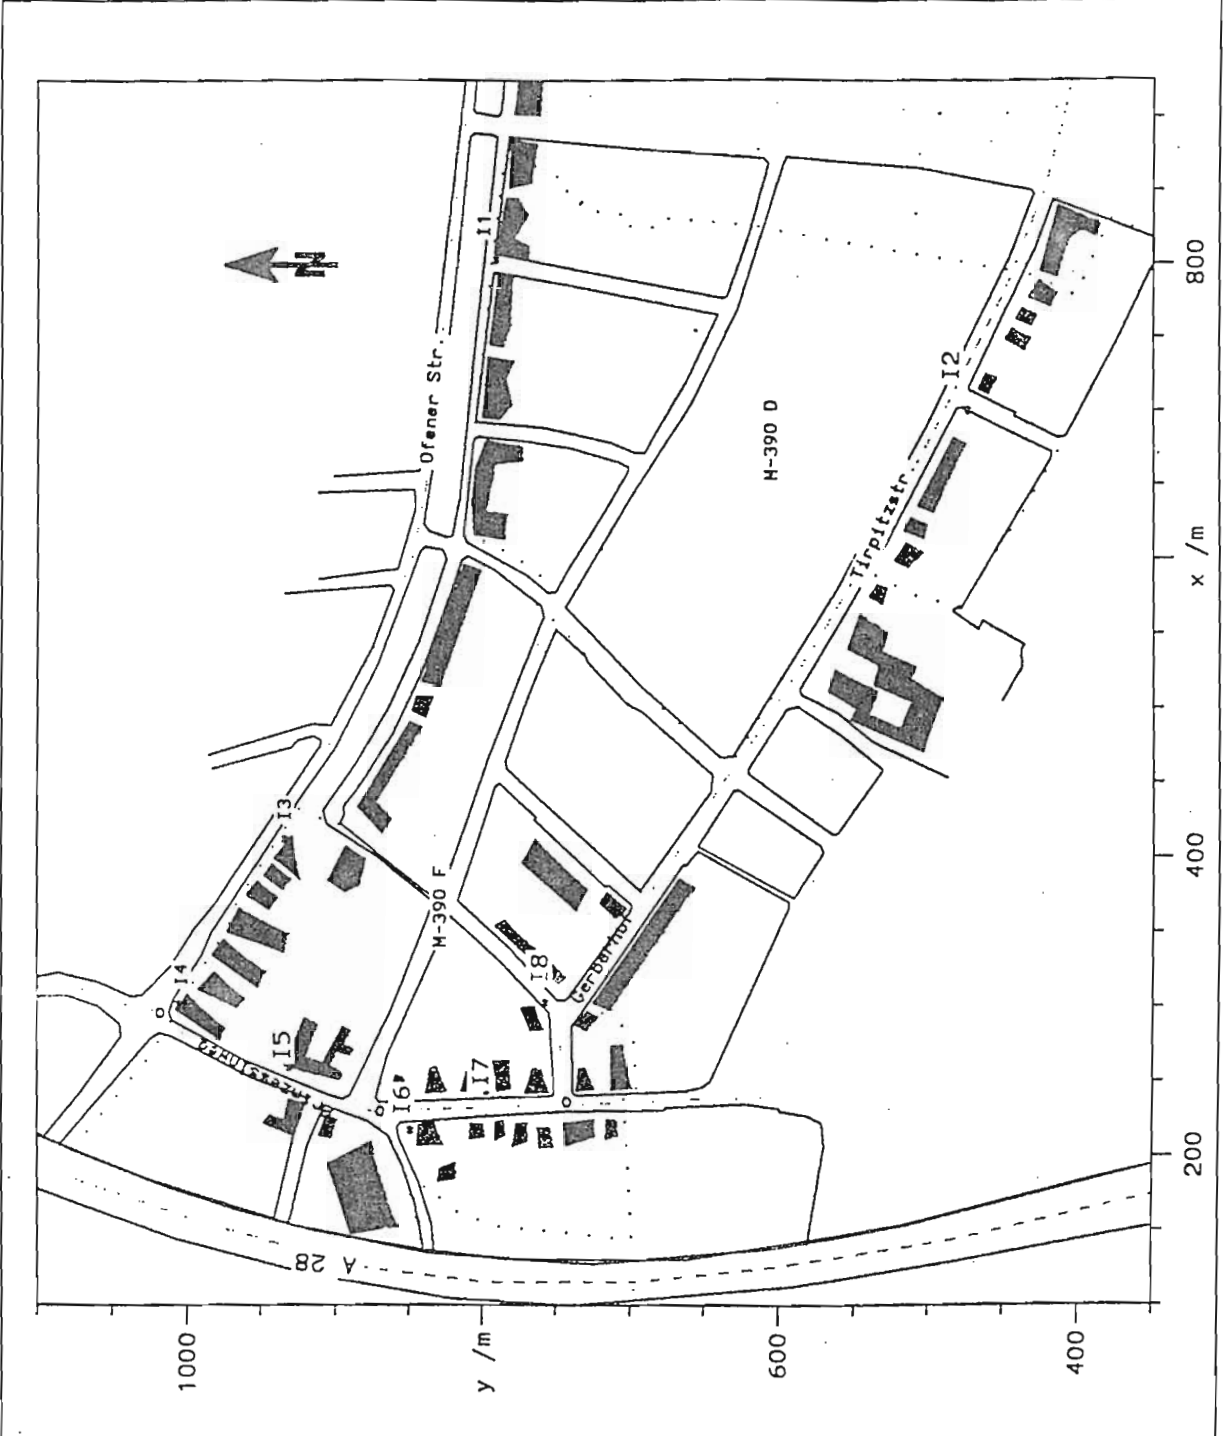 N
I1
Ofener Str.
I2
M-390 D
Tirpitzstr.
I3
M-390 F
I4
I5
I6
I7
I8
Gerbarhof
A 28
800
x /m
400
200
1000
y /m
600
400